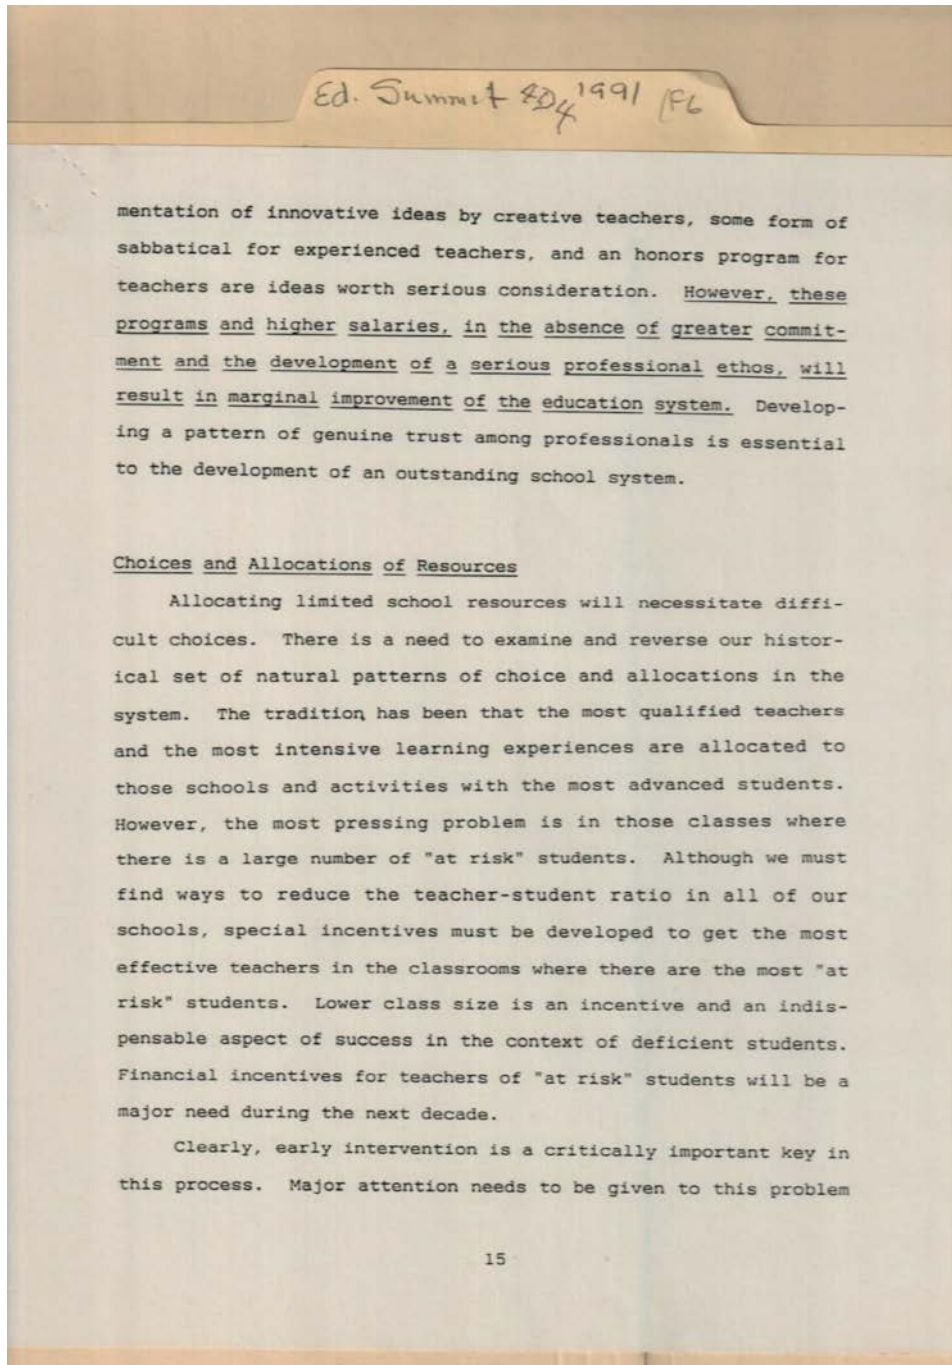 Ed. Summit 1991
mentation of innovative ideas by creative teachers, some form of
sabbatical for experienced teachers, and an honors program for
teachers are ideas worth serious consideration. However, these
programs and higher salaries, in the absence of greater commit-
ment and the development of a serious professional ethos, will
result in marginal improvement of the education system. Develop-
ing a pattern of genuine trust among professionals is essential
to the development of an outstanding school system.
Choices and Allocations of Resources
Allocating limited school resources will necessitate diffi-
cult choices. There is a need to examine and reverse our histor-
ical set of natural patterns of choice and allocations in the
system. The tradition has been that the most qualified teachers
and the most intensive learning experiences are allocated to
those schools and activities with the most advanced students.
However, the most pressing problem is in those classes where
there is a large number of "at risk" students. Although we must
find ways to reduce the teacher-student ratio in all of our
schools, special incentives must be developed to get the most
effective teachers in the classrooms where there are the most "at
risk" students. Lower class size is an incentive and an indis-
pensable aspect of success in the context of deficient students.
Financial incentives for teachers of "at risk" students will be a
major need during the next decade.
Clearly, early intervention is a critically important key in
this process. Major attention needs to be given to this problem
15